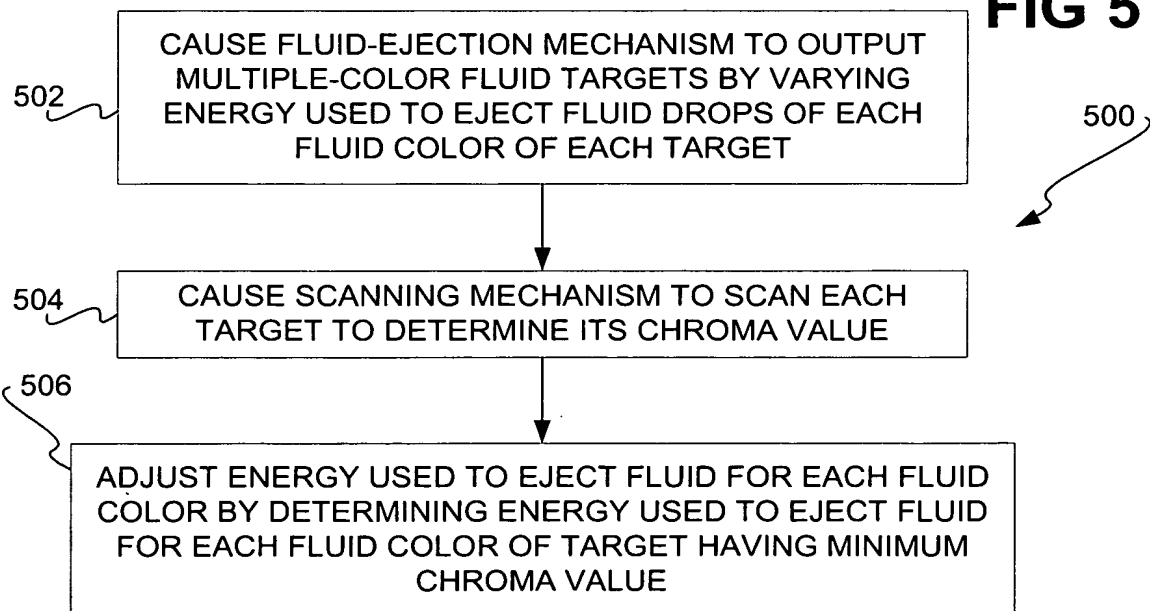 FIG 5
CAUSE FLUID-EJECTION MECHANISM TO OUTPUT
MULTIPLE-COLOR FLUID TARGETS BY VARYING
ENERGY USED TO EJECT FLUID DROPS OF EACH
FLUID COLOR OF EACH TARGET
502
500
CAUSE SCANNING MECHANISM TO SCAN EACH
TARGET TO DETERMINE ITS CHROMA VALUE
504
506
ADJUST ENERGY USED TO EJECT FLUID FOR EACH FLUID
COLOR BY DETERMINING ENERGY USED TO EJECT FLUID
FOR EACH FLUID COLOR OF TARGET HAVING MINIMUM
CHROMA VALUE